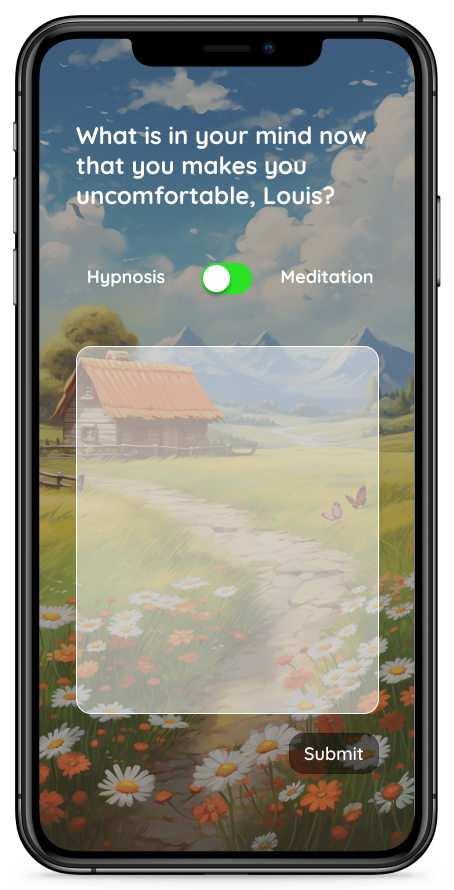 What is in your mind now
that you makes you
uncomfortable, Louis?
Hypnosis Meditation
Submit